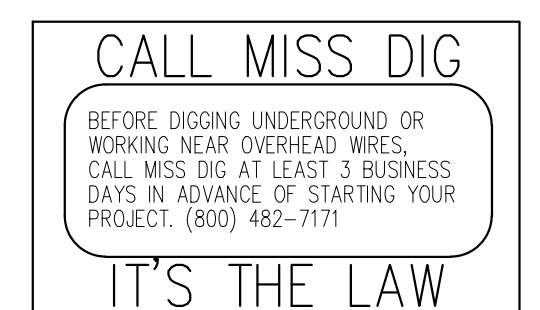 CALL MISS DIG
BEFORE DIGGING UNDERGROUND OR
WORKING NEAR OVERHEAD WIRES,
CALL MISS DIG AT LEAST 3 BUSINESS
DAYS IN ADVANCE OF STARTING YOUR
PROJECT. (800) 482-7171
IT'S THE LAW